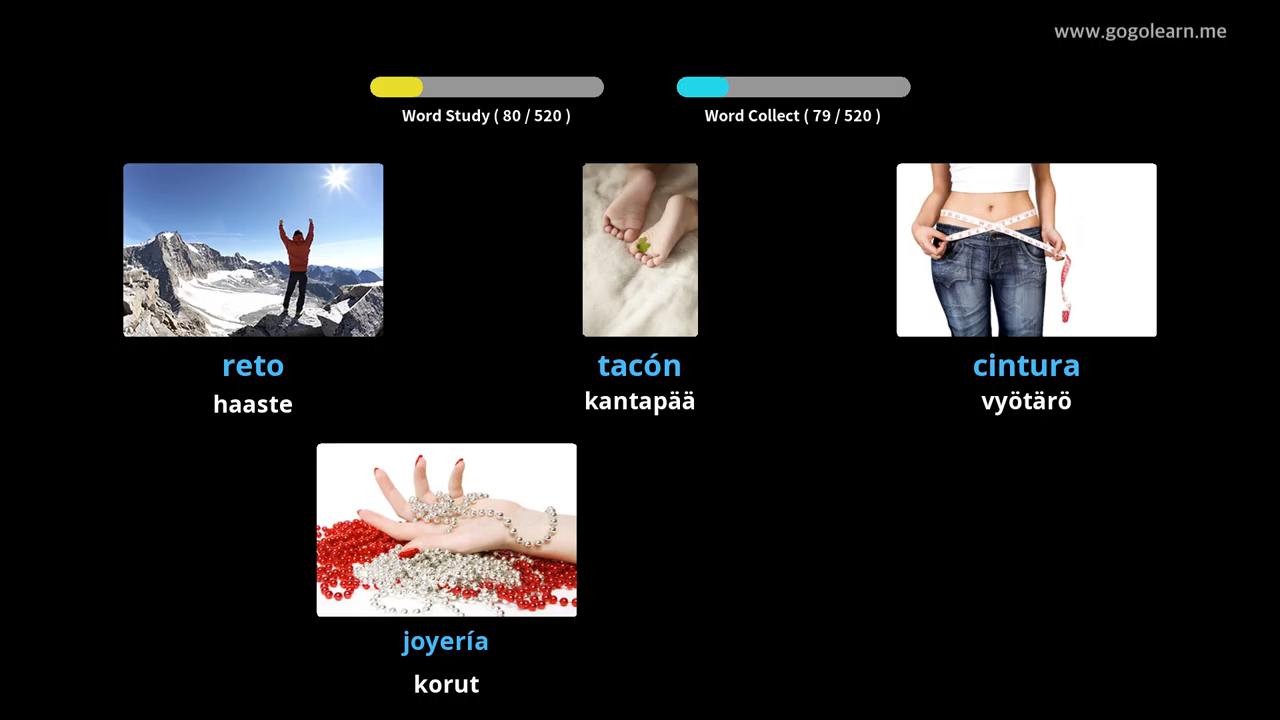 www.gogolearn.me
Word Study ( 80 / 520 )
Word Collect ( 79 / 520 )
reto
haaste
tacón
kantapää
cintura
vyötärö
joyería
korut